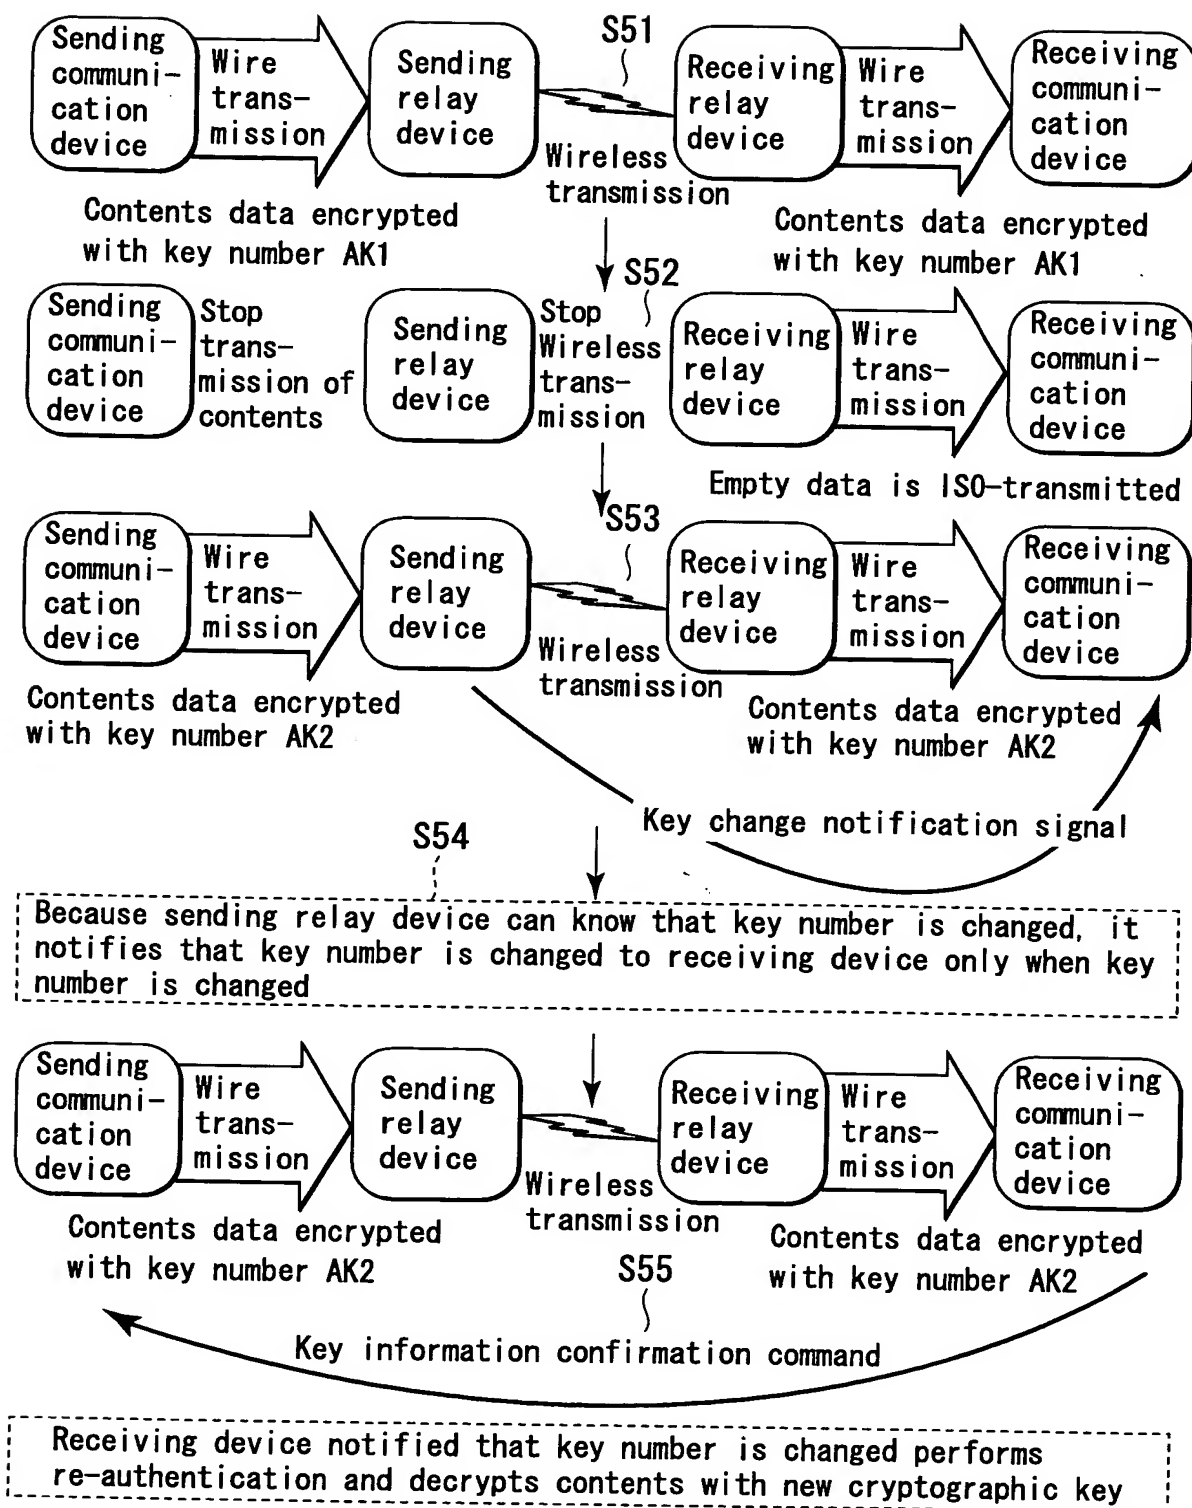 S51
Sending
communi-
cation
device
Wire
trans-
mission
Sending
relay
device
Wireless
transmission
Receiving
relay
device
Wire
trans-
mission
Receiving
communi-
cation
device
Contents data encrypted
with key number AK1
Contents data encrypted
with key number AK1
S52
Sending
communi-
cation
device
Stop
trans-
mission of
contents
Sending
relay
device
Stop
Wireless
trans-
mission
Receiving
relay
device
Wire
trans-
mission
Receiving
communi-
cation
device
Empty data is ISO-transmitted
S53
Sending
communi-
cation
device
Wire
trans-
mission
Sending
relay
device
Wireless
transmission
Receiving
relay
device
Wire
trans-
mission
Receiving
communi-
cation
device
Contents data encrypted
with key number AK2
Contents data encrypted
with key number AK2
Key change notification signal
S54
Because sending relay device can know that key number is changed, it
notifies that key number is changed to receiving device only when key
number is changed
Sending
communi-
cation
device
Wire
trans-
mission
Sending
relay
device
Wireless
transmission
Receiving
relay
device
Wire
trans-
mission
Receiving
communi-
cation
device
Contents data encrypted
with key number AK2
Contents data encrypted
with key number AK2
S55
Key information confirmation command
Receiving device notified that key number is changed performs
re-authentication and decrypts contents with new cryptographic key